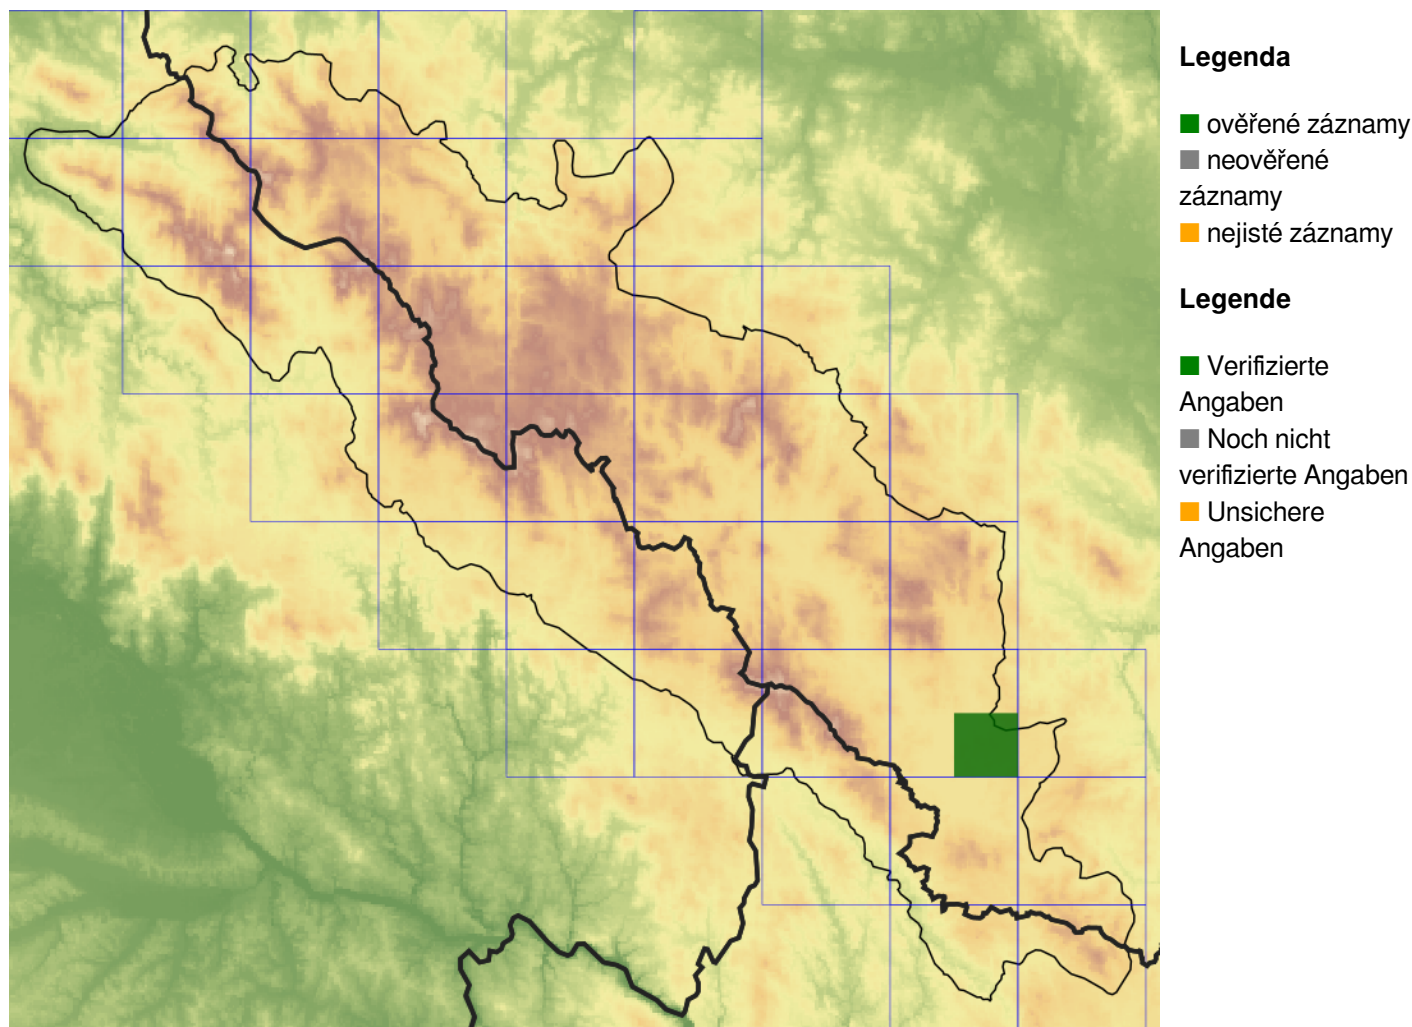 Legenda
ověřené záznamy
neověřené
záznamy
nejisté záznamy
Legende
Verifizierte
Angaben
Noch nicht
verifizierte Angaben
Unsichere
Angaben